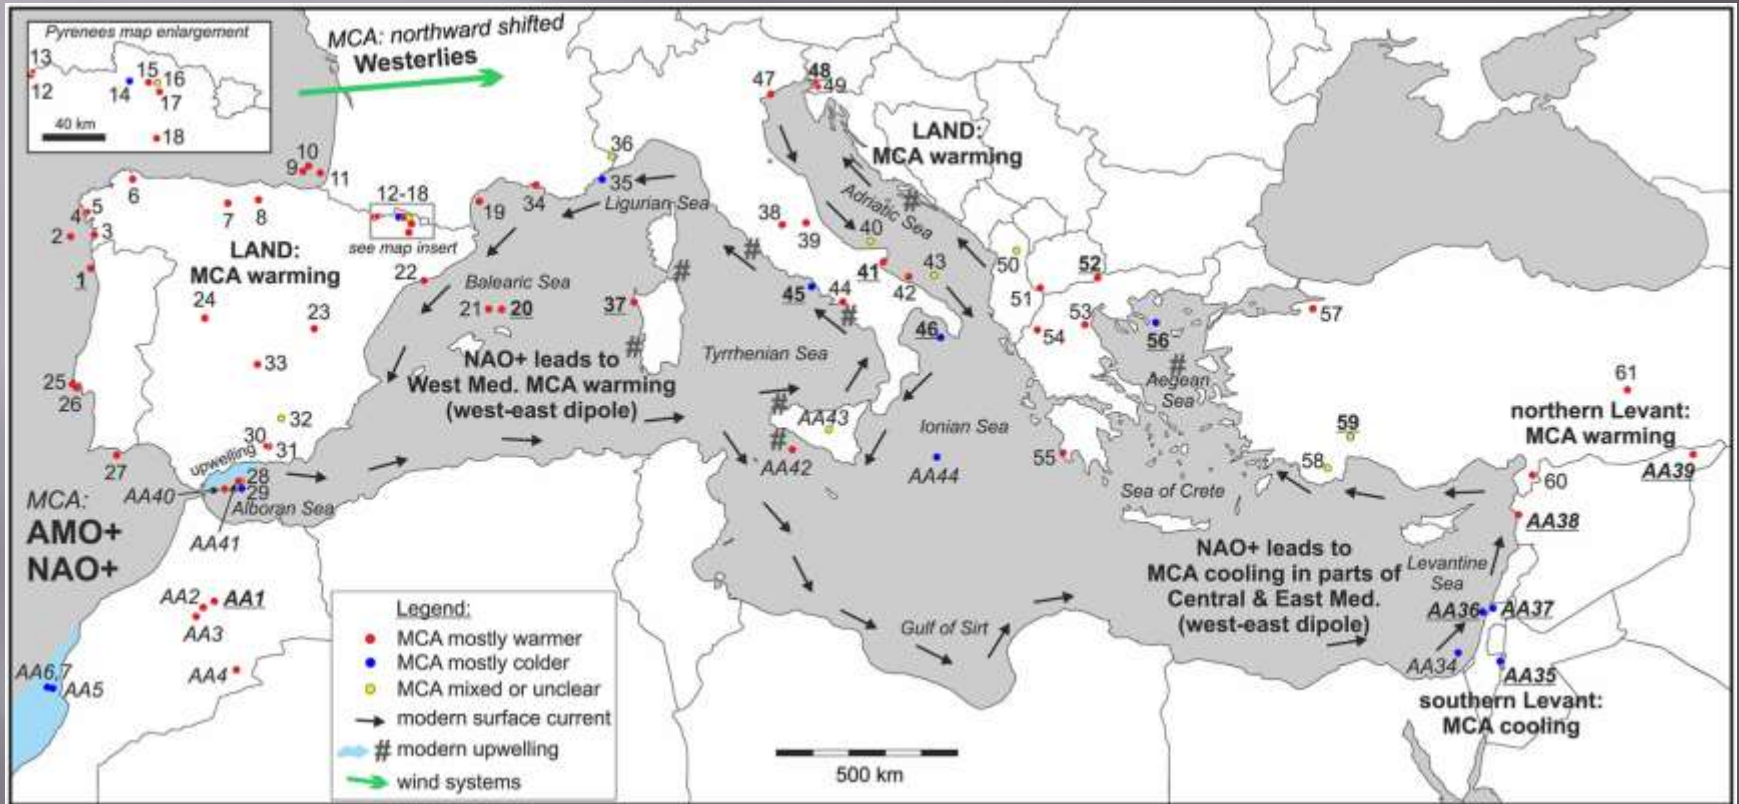 Pyrenees map enlargement
13
12
14
15
16
17
18
40 km
MCA: northward shifted
Westerlies
36
35
Ligurian Sea
47
48
49
LAND:
MCA warming
Adriatic Sea
10
9
11
6
7
8
5
4
3
2
1
LAND:
MCA warming
12-18
see map insert
19
34
22
Balearic Sea
21
20
37
24
23
33
25
26
32
30
31
27
upwelling
28
29
AA40
Alboran Sea
AA41
MCA:
AMO+
NAO+
NAO+ leads to
West Med. MCA warming
(west-east dipole)
Tyrrhenian Sea
38
39
40
41
42
43
44
45
46
50
51
52
53
54
55
56
57
Aegean
Sea
Ionian Sea
AA43
AA42
AA44
Sea of Crete
58
59
61
northern Levant:
MCA warming
60
AA39
AA38
NAO+ leads to
MCA cooling in parts of
Central & East Med.
(west-east dipole)
Levantine
Sea
AA36
AA37
AA34
AA35
southern Levant:
MCA cooling
Gulf of Sirt
AA2
AA1
AA3
AA4
AA6,7
AA5
Legend:
MCA mostly warmer
MCA mostly colder
MCA mixed or unclear
modern surface current
# modern upwelling
wind systems
500 km